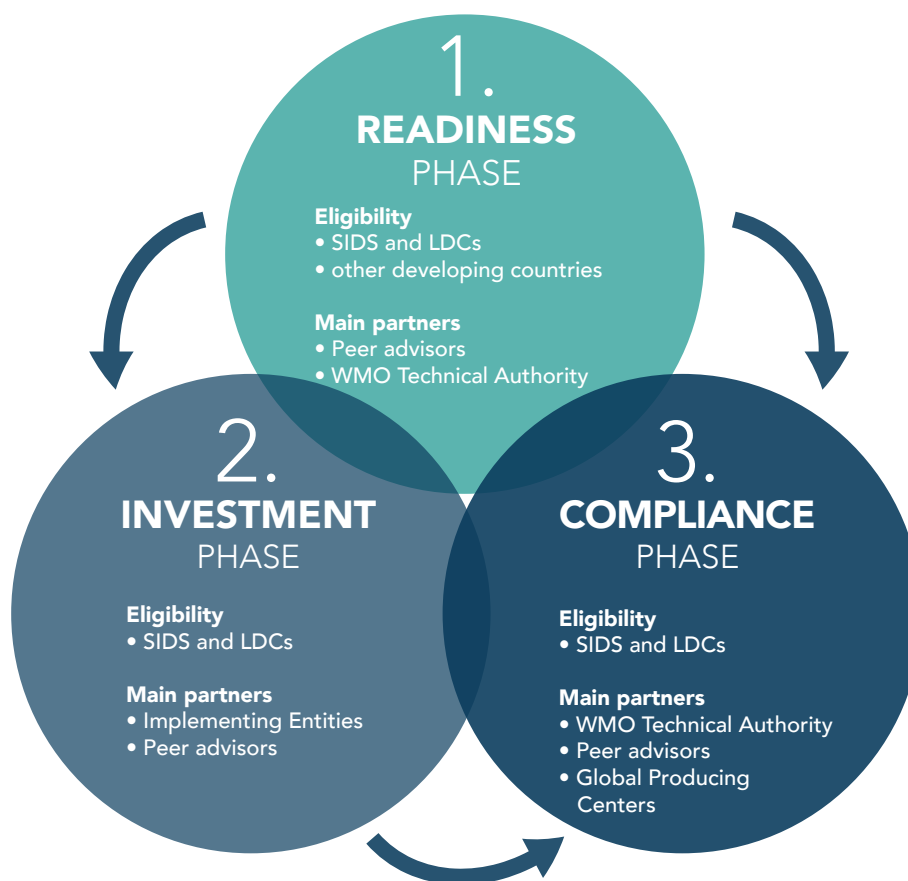 1.
READINESS
PHASE
Eligibility
• SIDS and LDCs
• other developing countries
Main partners
• Peer advisors
• WMO Technical Authority
2.
INVESTMENT
PHASE
Eligibility
• SIDS and LDCs
Main partners
• Implementing Entities
• Peer advisors
3.
COMPLIANCE
PHASE
Eligibility
• SIDS and LDCs
Main partners
• WMO Technical Authority
• Peer advisors
• Global Producing
Centers